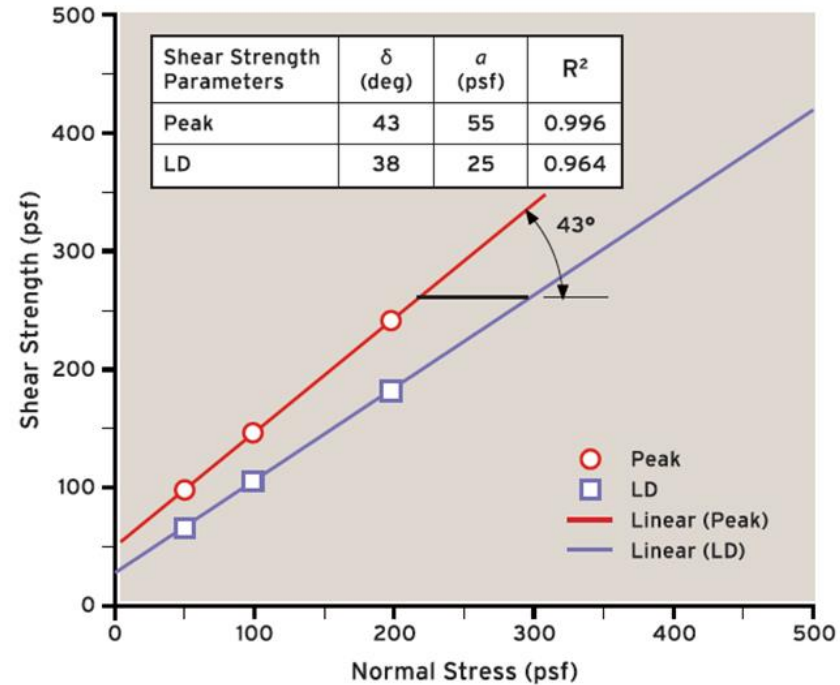 500
400
300
200
100
0
Shear Strength (psf)
Shear Strength Parameters δ (deg) a (psf) R²
Peak 43 55 0.996
LD 38 25 0.964
43°
Peak
LD
Linear (Peak)
Linear (LD)
0 100 200 300 400 500
Normal Stress (psf)